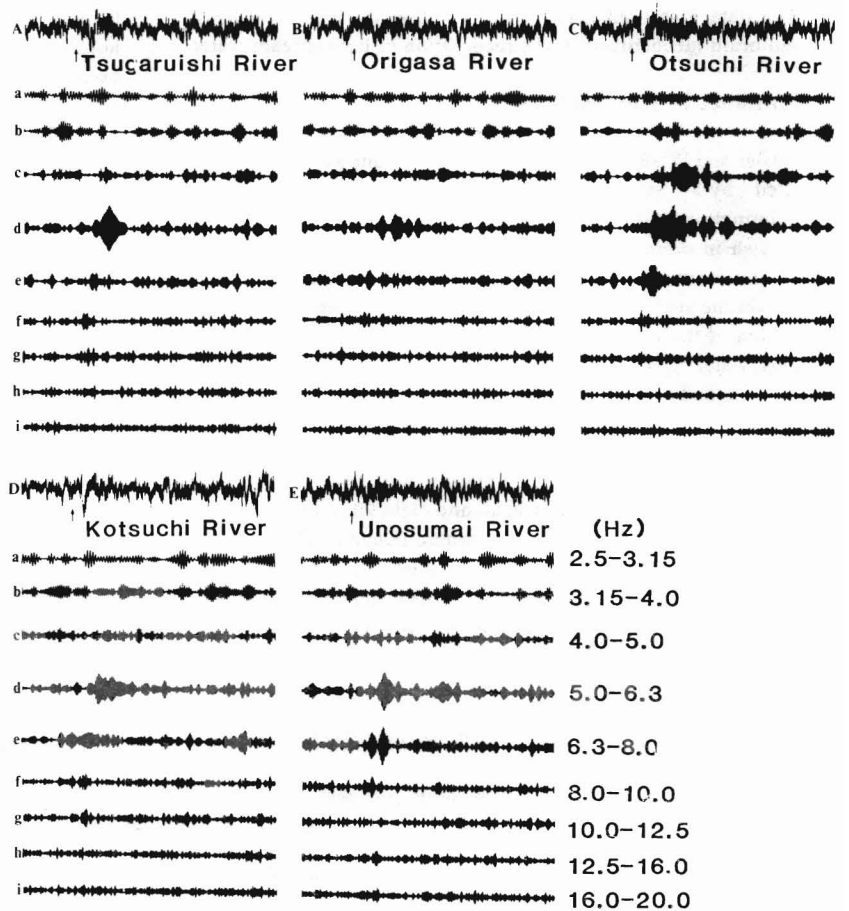 A B C
Tsugaruishi River Origasa River Otsuchi River
a
b
c
d
e
f
g
h
i
D E
Kotsuchi River Unosumai River (Hz)
a 2.5-3.15
b 3.15-4.0
c 4.0-5.0
d 5.0-6.3
e 6.3-8.0
f 8.0-10.0
g 10.0-12.5
h 12.5-16.0
i 16.0-20.0